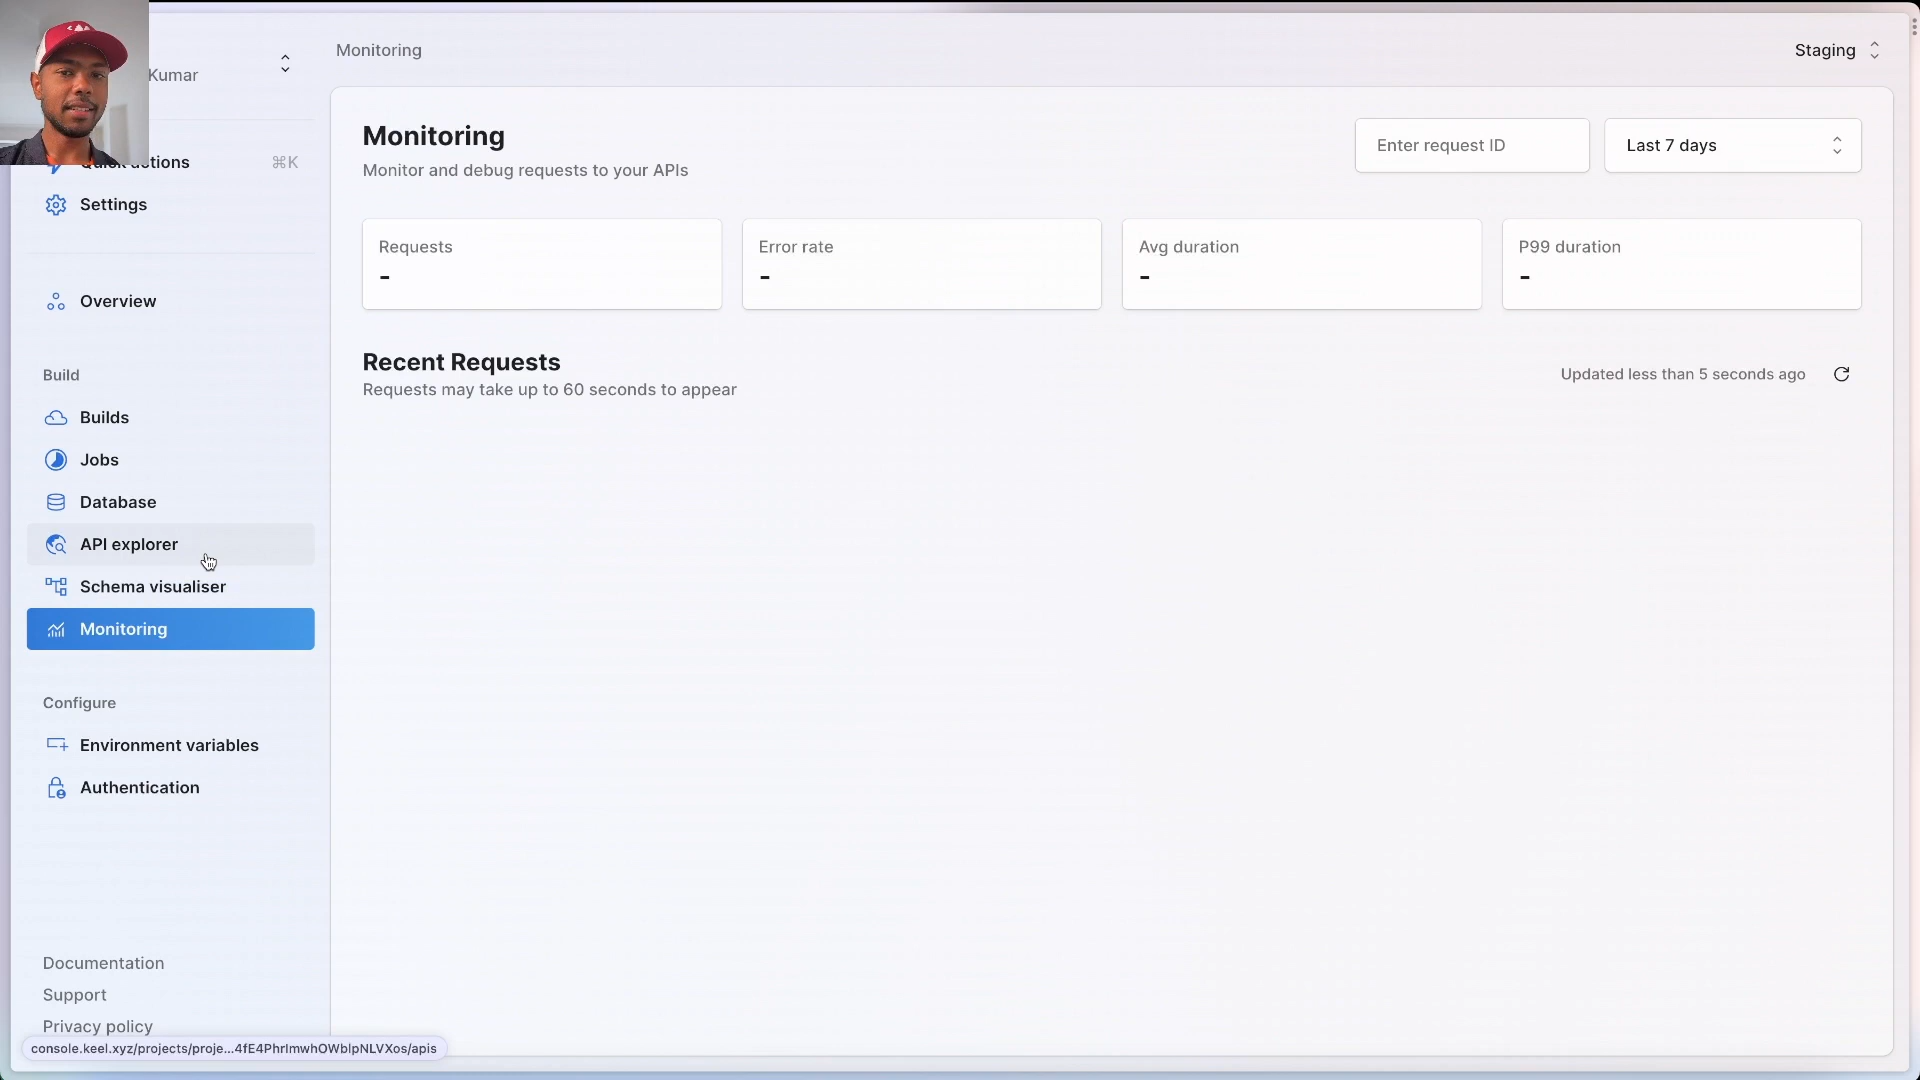 Kumar
Quick actions ⌘K
Settings
Overview
Build
Builds
Jobs
Database
API explorer
Schema visualiser
Monitoring
Configure
Environment variables
Authentication
Documentation
Support
Privacy policy
console.keel.xyz/projects/proje...4fE4PhrImwhOWbIpNLVXos/apis
Monitoring
Staging
Monitoring
Monitor and debug requests to your APIs
Enter request ID
Last 7 days
Requests
-
Error rate
-
Avg duration
-
P99 duration
-
Recent Requests
Requests may take up to 60 seconds to appear
Updated less than 5 seconds ago